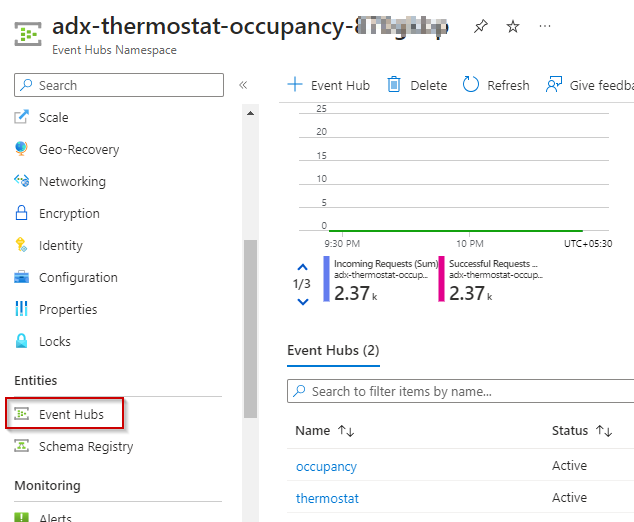 adx-thermostat-occupancy-
Event Hubs Namespace
Search
«
Scale
Geo-Recovery
Networking
Encryption
Identity
Configuration
Properties
Locks
Entities
Event Hubs
Schema Registry
Monitoring
Alerts
+ Event Hub Delete Refresh Give feedba
25
20
15
10
5
0
9:30 PM 10 PM UTC+05:30
1/3
Incoming Requests (Sum)
adx-thermostat-occup...
2.37 k
Successful Requests ...
adx-thermostat-occup...
2.37 k
Event Hubs (2)
Search to filter items by name...
Name ↑↓ Status ↑↓
occupancy Active
thermostat Active